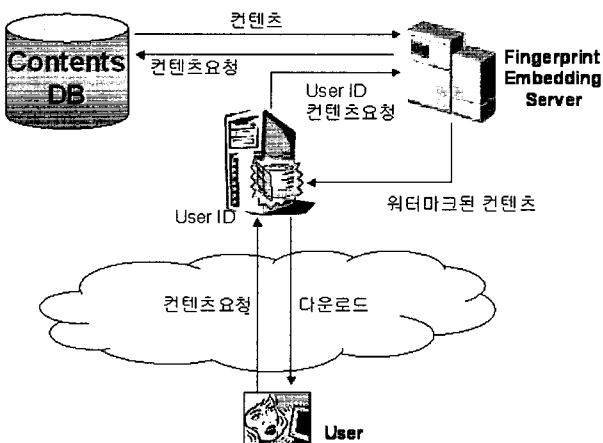 컨텐츠
컨텐츠요청
Contents
DB
Fingerprint
Embedding
Server
User ID
컨텐츠요청
User ID
워터마크된 컨텐츠
컨텐츠요청
다운로드
User